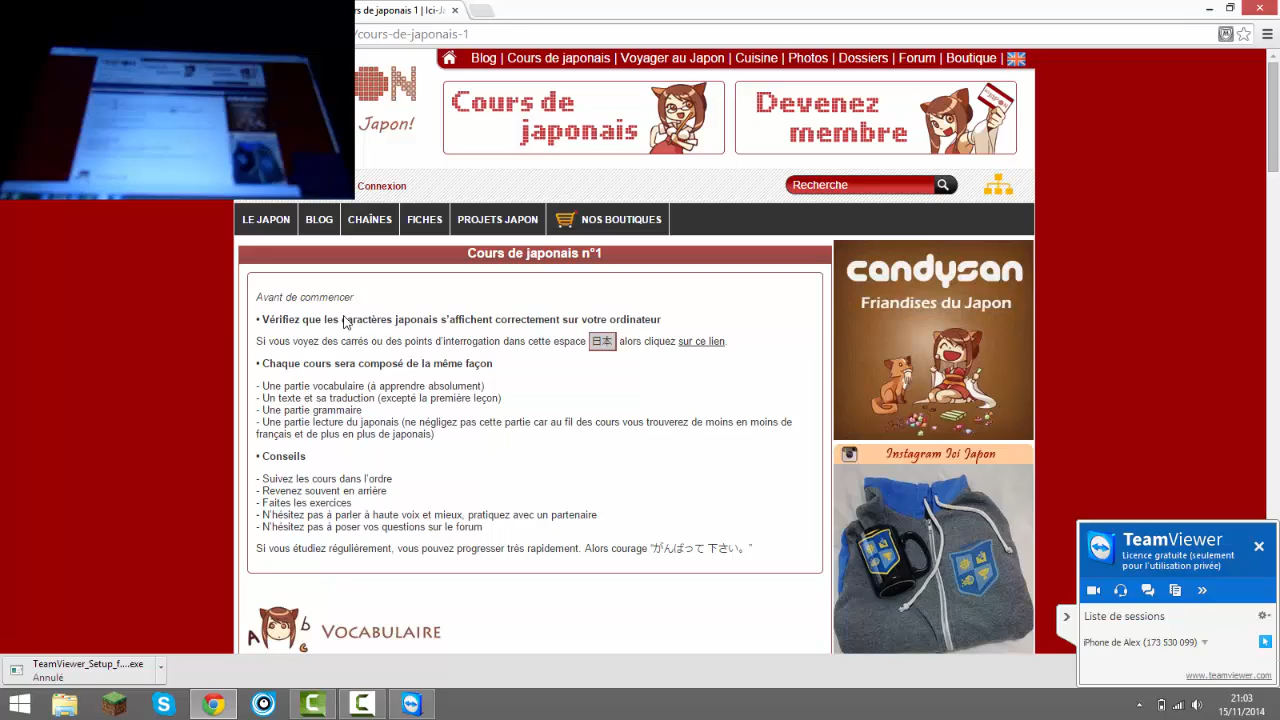 rs de japonais 1 | Ici-J
/cours-de-japonais-1
Blog | Cours de japonais | Voyager au Japon | Cuisine | Photos | Dossiers | Forum | Boutique |
ON
Japon!
Cours de
japonais
Devenez
membre
Connexion
Recherche
LE JAPON
BLOG
CHAÎNES
FICHES
PROJETS JAPON
NOS BOUTIQUES
Cours de japonais n°1
Avant de commencer
• Vérifiez que les caractères japonais s'affichent correctement sur votre ordinateur
Si vous voyez des carrés ou des points d'interrogation dans cette espace 日本 alors cliquez sur ce lien.
• Chaque cours sera composé de la même façon
- Une partie vocabulaire (à apprendre absolument)
- Un texte et sa traduction (excepté la première leçon)
- Une partie grammaire
- Une partie lecture du japonais (ne négligez pas cette partie car au fil des cours vous trouverez de moins en moins de
français et de plus en plus de japonais)
• Conseils
- Suivez les cours dans l'ordre
- Revenez souvent en arrière
- Faites les exercices
- N'hésitez pas à parler à haute voix et mieux, pratiquez avec un partenaire
- N'hésitez pas à poser vos questions sur le forum
Si vous étudiez régulièrement, vous pouvez progresser très rapidement. Alors courage "がんばって 下さい。"
A b c
VOCABULAIRE
candysan
Friandises du Japon
Instagram Ici Japon
TeamViewer
Licence gratuite (seulement
pour l'utilisation privée)
Liste de sessions
iPhone de Alex (173 530 099)
www.teamviewer.com
TeamViewer_Setup_f....exe
Annulé
21:03
15/11/2014